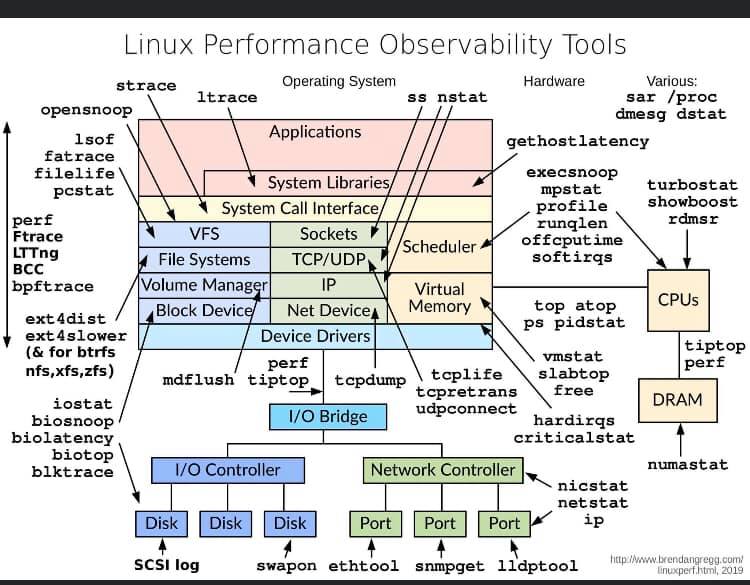 Linux Performance Observability Tools
strace
Operating System
Hardware
Various:
ltrace
ss nstat
sar /proc
opensnoop
dmesg dstat
lsof
Applications
gethostlatency
fatrace
filelife
pcstat
System Libraries
execsnoop
mpstat
profile
runqlen
offcputime
softirqs
turbostat
showboost
rdmsr
System Call Interface
perf
Ftrace
LTTng
BCC
bpftrace
VFS
Sockets
Scheduler
File Systems
TCP/UDP
Volume Manager
IP
Virtual
Memory
CPUs
Block Device
Net Device
top atop
ps pidstat
ext4dist
ext4slower
(& for btrfs
nfs,xfs,zfs)
Device Drivers
tiptop
perf
perf
tiptop
mdflush
tcpdump
tcplife
tcpretrans
udpconnect
vmstat
slabtop
free
DRAM
iostat
biosnoop
biolatency
biotop
blktrace
I/O Bridge
hardirqs
criticalstat
numastat
I/O Controller
Network Controller
nicstat
netstat
ip
Disk
Disk
Disk
Port
Port
Port
SCSI log
swapon
ethtool
snmpget
lldptool
http://www.brendangregg.com/
linuxperf.html, 2019